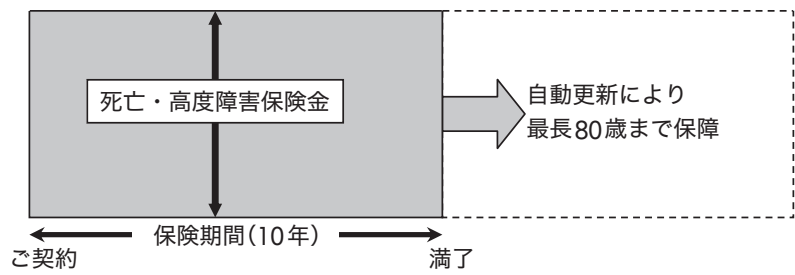 死亡・高度障害保険金
自動更新により
最長80歳まで保障
保険期間(10年)
ご契約
満了